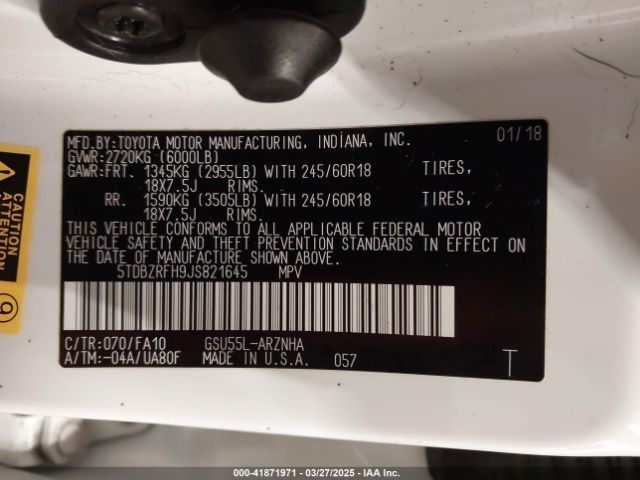 MFD.BY:TOYOTA MOTOR MANUFACTURING, INDIANA, INC. 01/18
GVWR:2720KG (6000LB)
GAWR:FRT. 1345KG (2955LB) WITH 245/60R18 TIRES,
18X7.5J RIMS.
RR. 1590KG (3505LB) WITH 245/60R18 TIRES,
18X7.5J RIMS.
THIS VEHICLE CONFORMS TO ALL APPLICABLE FEDERAL MOTOR
VEHICLE SAFETY AND THEFT PREVENTION STANDARDS IN EFFECT
ON THE DATE OF MANUFACTURE SHOWN ABOVE.
5TDBZRFH9JS821645 MPV
C/TR:070/FA10 GSU55L-ARZNHA
A/TM:-04A/UA80F MADE IN U.S.A. 057 T
CAUTION
ATTENTION
9
000-41871971 | 03/27/2025 | IAA Inc.